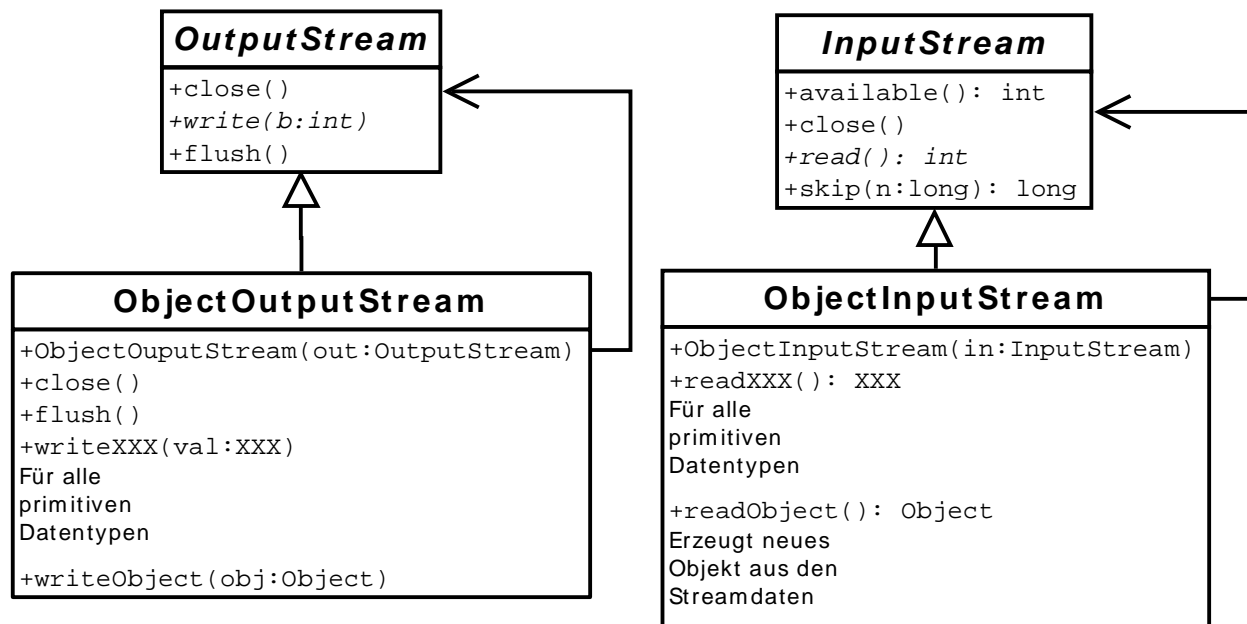 OutputStream
+close()
+write(b:int)
+flush()
ObjectOutputStream
+ObjectOuputStream(out:OutputStream)
+close()
+flush()
+writeXXX(val:XXX)
Für alle
primitiven
Datentypen
+writeObject(obj:Object)
InputStream
+available(): int
+close()
+read(): int
+skip(n:long): long
ObjectInputStream
+ObjectInputStream(in:InputStream)
+readXXX(): XXX
Für alle
primitiven
Datentypen
+readObject(): Object
Erzeugt neues
Objekt aus den
Streamdaten